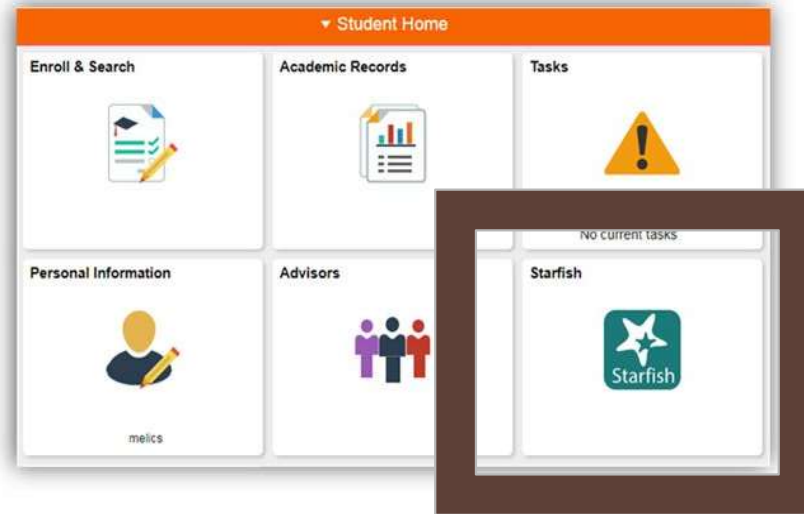 ▾ Student Home
Enroll & Search
Academic Records
Tasks
No current tasks
Personal Information
Advisors
Starfish
Starfish
melics